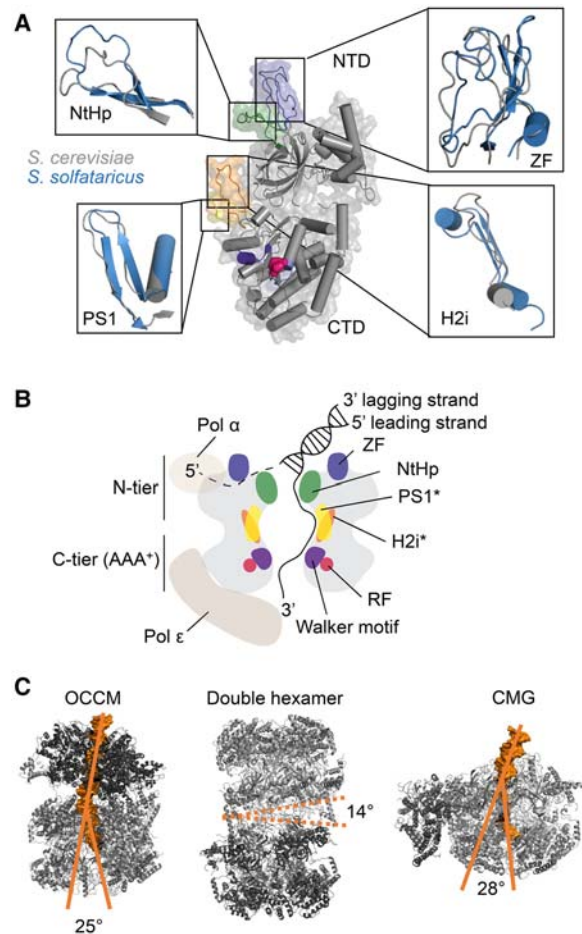 A
NTD
NtHp
ZF
S. cerevisiae
S. solfataricus
PS1
CTD
H2i
B
3’ lagging strand
5’ leading strand
Pol α
5’
ZF
N-tier
NtHp
PS1*
C-tier (AAA⁺)
H2i*
3’
RF
Walker motif
Pol ε
C
OCCM
Double hexamer
CMG
14°
25°
28°